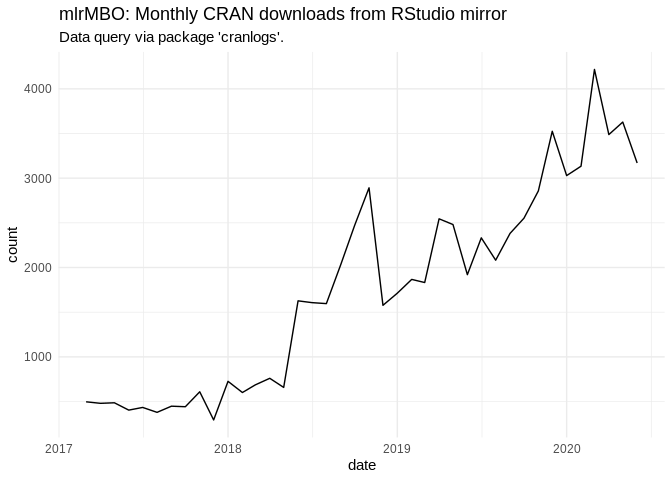 mlrMBO: Monthly CRAN downloads from RStudio mirror
Data query via package 'cranlogs'.
4000
3000
2000
1000
count
2017 2018 2019 2020
date